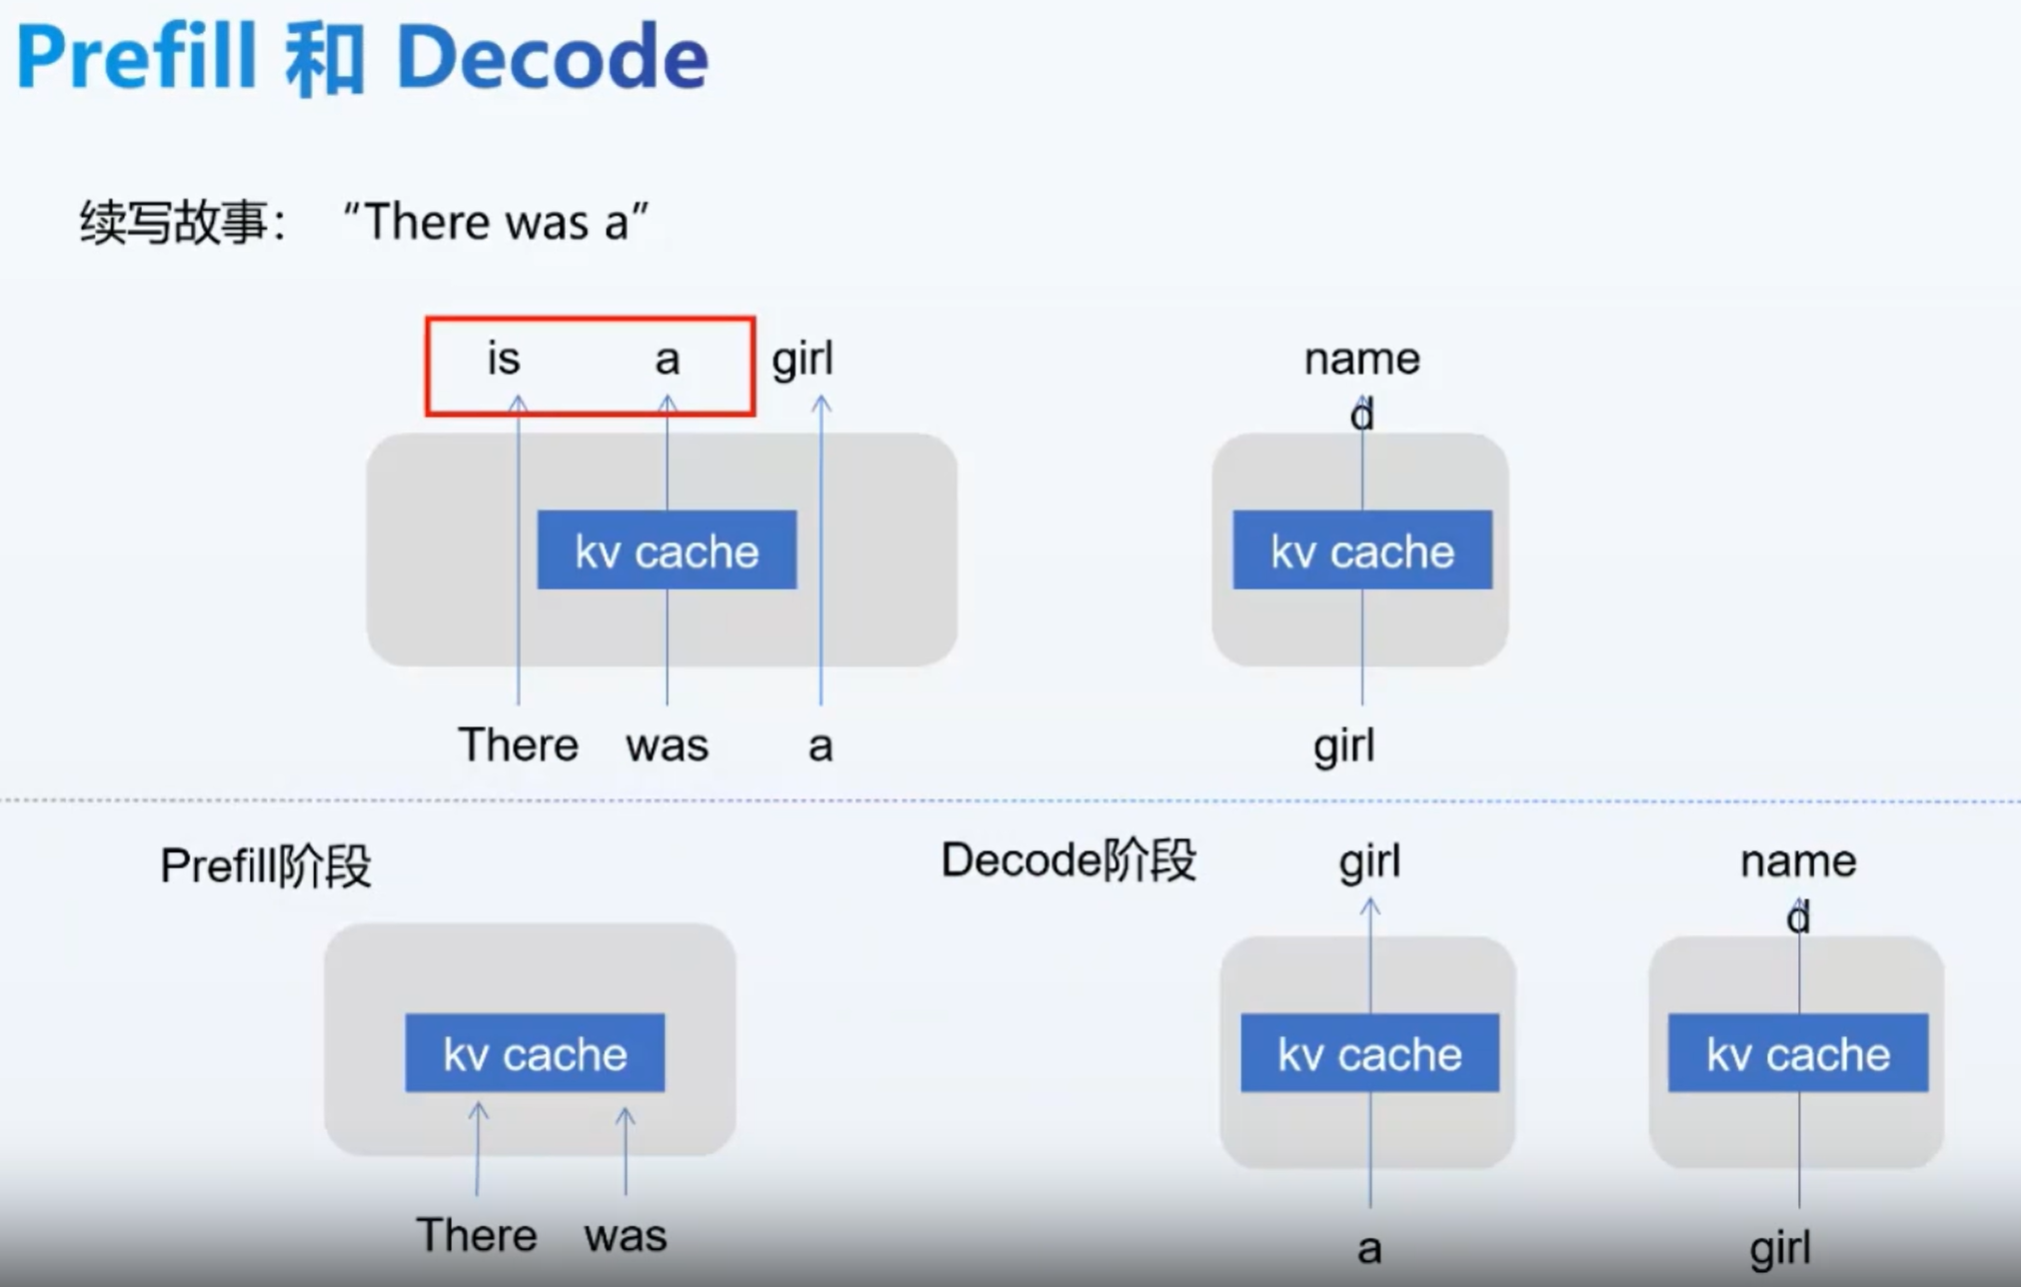 Prefill 和 Decode
续写故事： “There was a”
is a girl
name
d
kv cache
kv cache
There was a
girl
Prefill阶段
Decode阶段
girl
name
d
kv cache
kv cache
kv cache
There was
a
girl